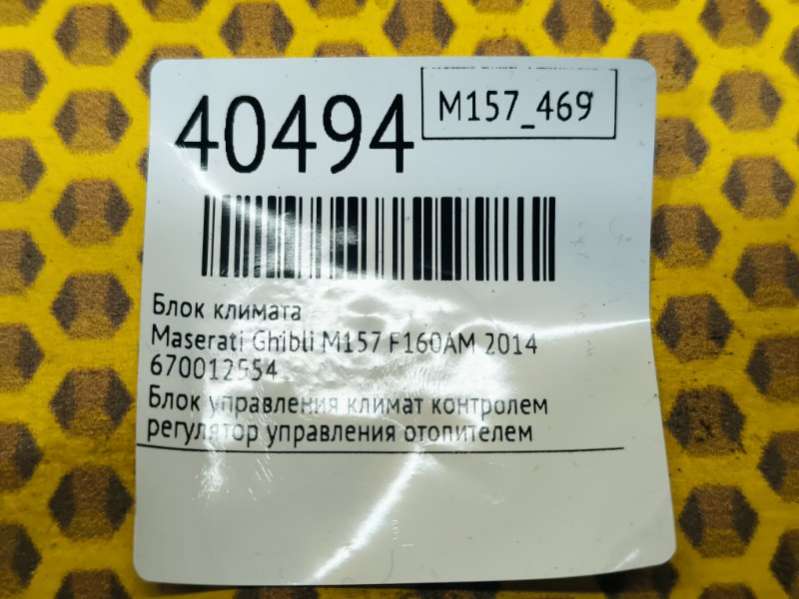 40494
M157_469
Блок климата
Maserati Ghibli M157 F160AM 2014
670012554
Блок управления климат контролем
регулятор управления отопителем